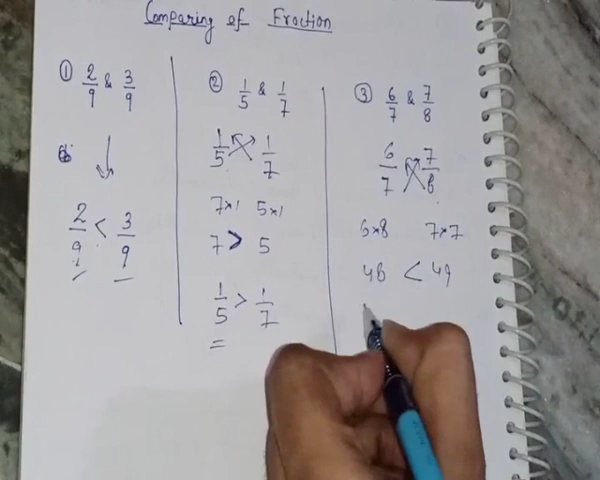 Comparing of Fraction
① 2/9 & 3/9
2/9 < 3/9
② 1/5 & 1/7
1/5 1/7
7×1 5×1
7 > 5
1/5 > 1/7
=
③ 6/7 & 7/8
6/7 7/8
6×8 7×7
48 < 49